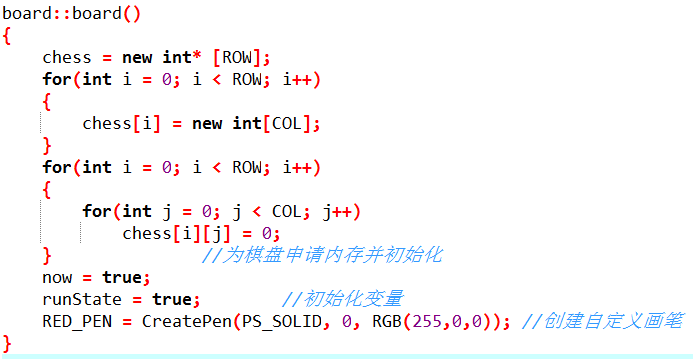 board::board()
{
    chess = new int* [ROW];
    for(int i = 0; i < ROW; i++)
    {
        chess[i] = new int[COL];
    }
    for(int i = 0; i < ROW; i++)
    {
        for(int j = 0; j < COL; j++)
            chess[i][j] = 0;
    }               //为棋盘申请内存并初始化
    now = true;
    runState = true;        //初始化变量
    RED_PEN = CreatePen(PS_SOLID, 0, RGB(255,0,0)); //创建自定义画笔
}